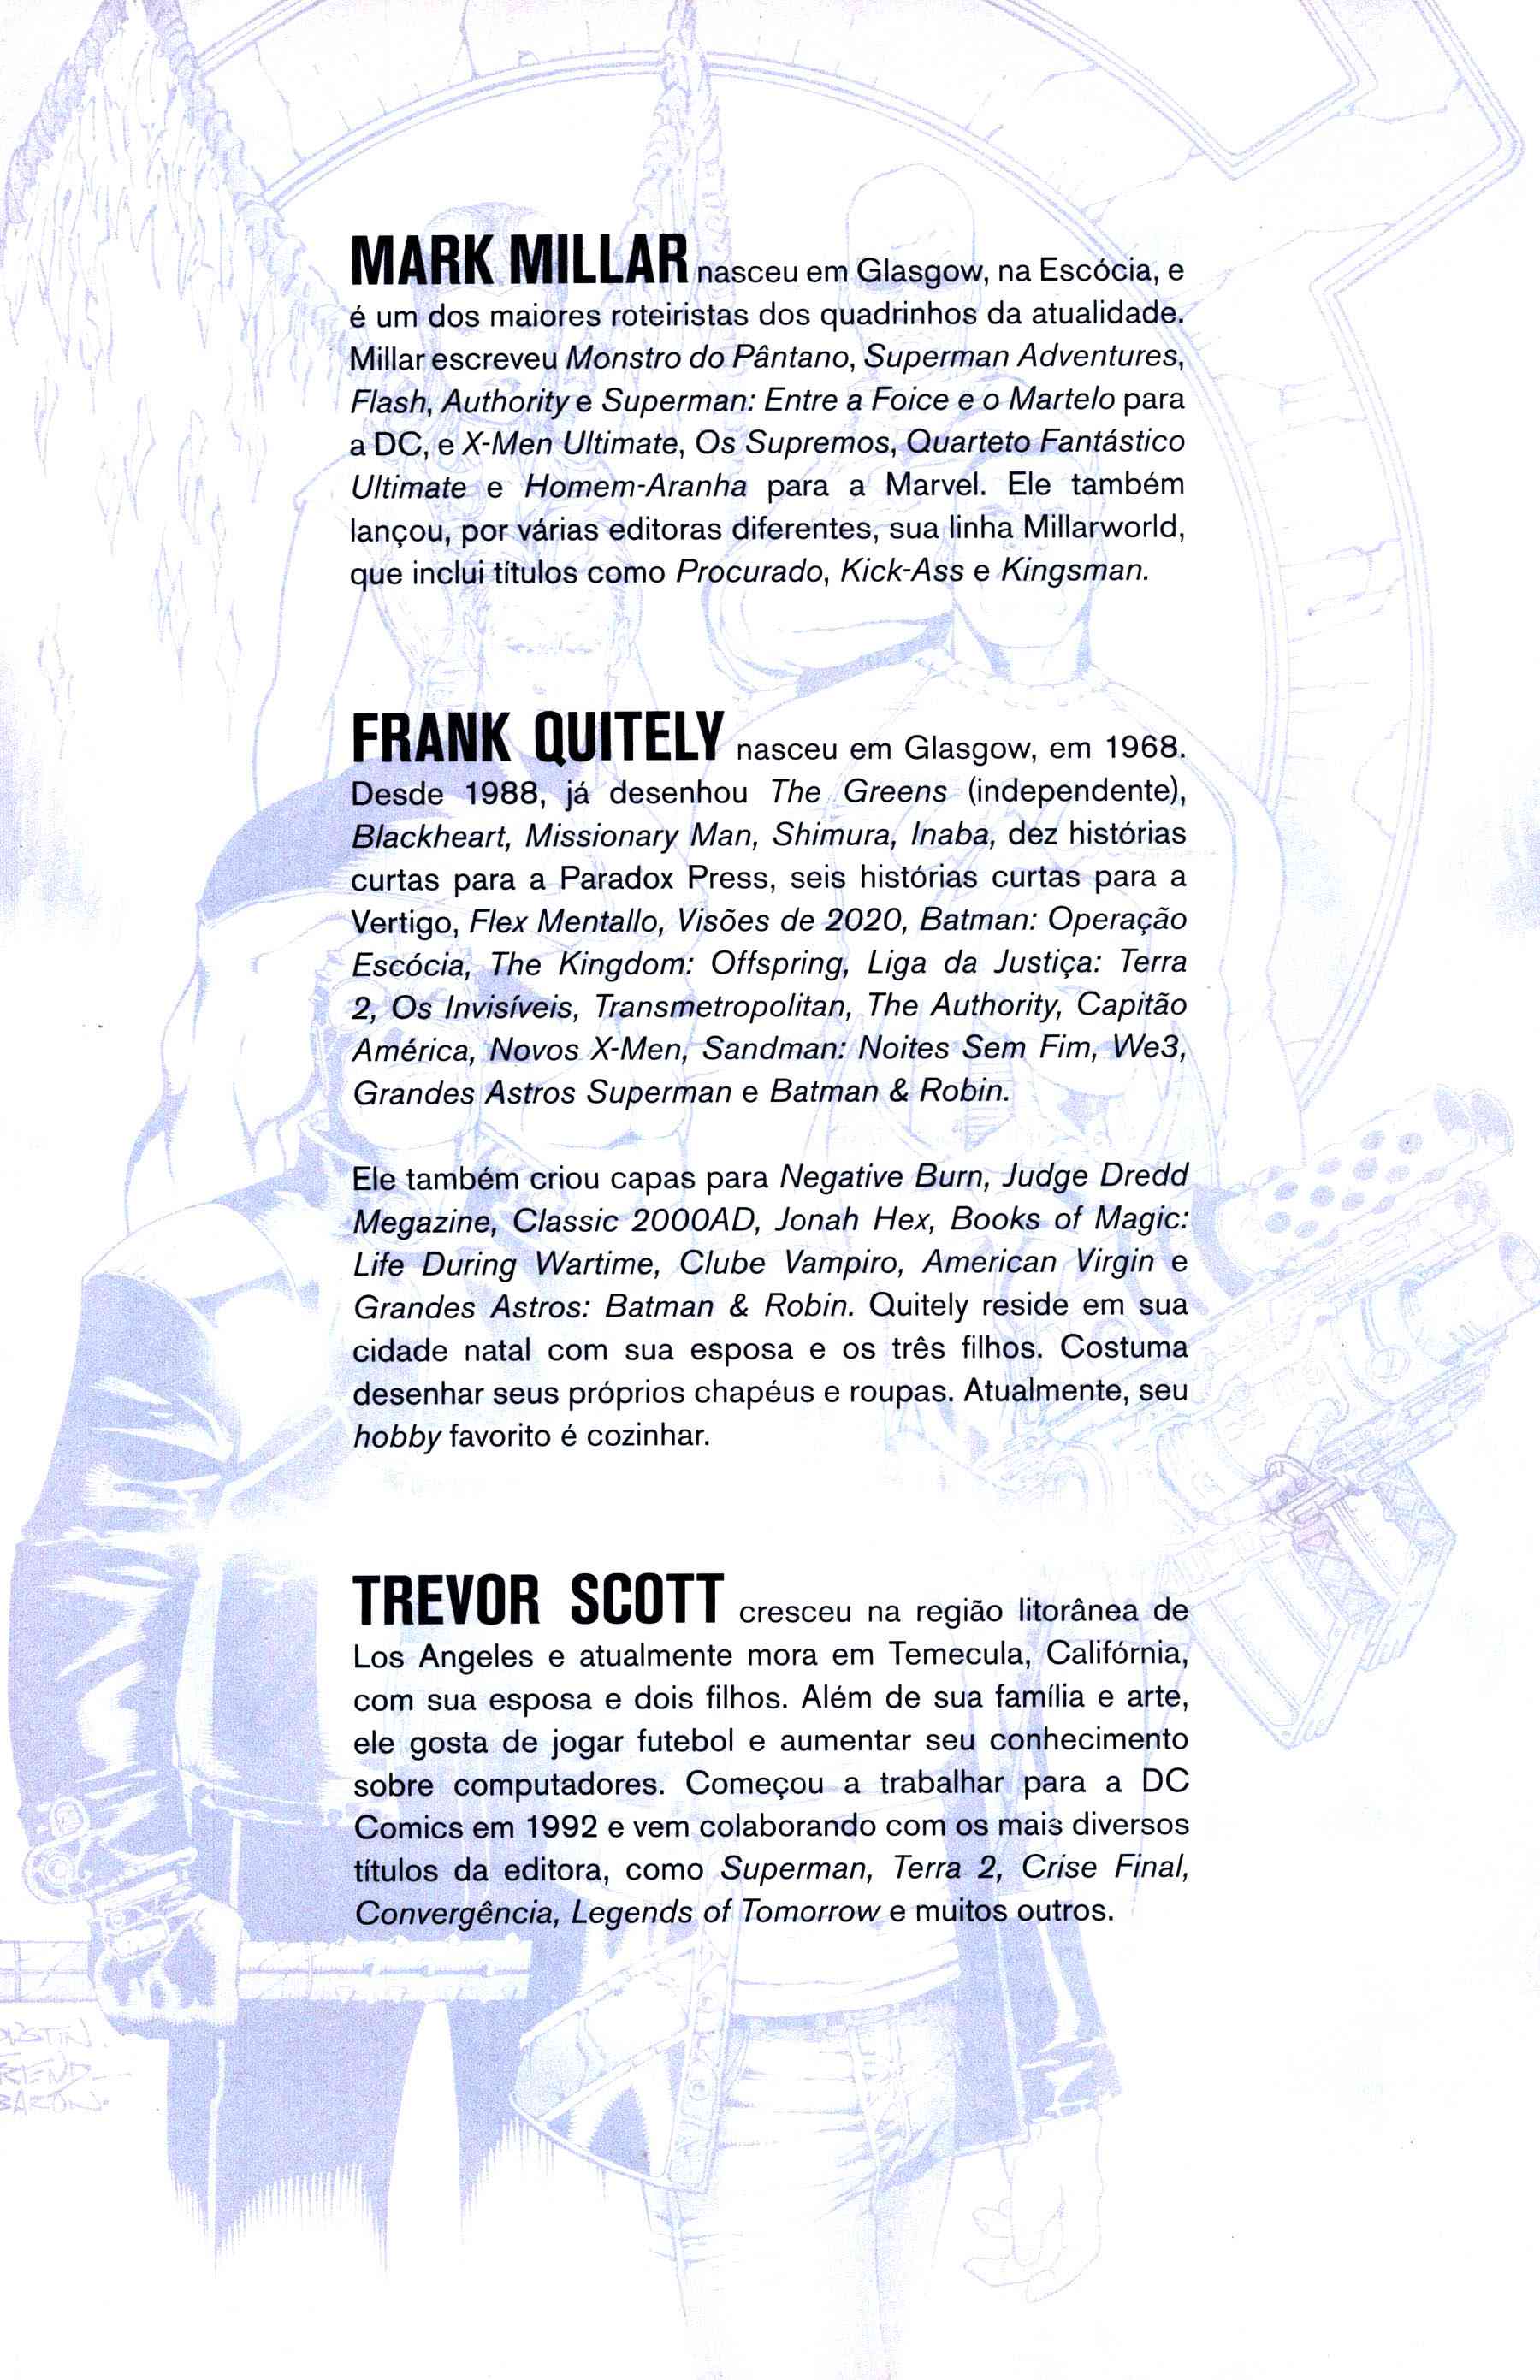 MARK MILLAR nasceu em Glasgow, na Escócia, e
é um dos maiores roteiristas dos quadrinhos da atualidade.
Millar escreveu Monstro do Pântano, Superman Adventures,
Flash, Authority e Superman: Entre a Foice e o Martelo para
a DC, e X-Men Ultimate, Os Supremos, Quarteto Fantástico
Ultimate e Homem-Aranha para a Marvel. Ele também
lançou, por várias editoras diferentes, sua linha Millarworld,
que inclui títulos como Procurado, Kick-Ass e Kingsman.
FRANK QUITELY nasceu em Glasgow, em 1968.
Desde 1988, já desenhou The Greens (independente),
Blackheart, Missionary Man, Shimura, Inaba, dez histórias
curtas para a Paradox Press, seis histórias curtas para a
Vertigo, Flex Mentallo, Visões de 2020, Batman: Operação
Escócia, The Kingdom: Offspring, Liga da Justiça: Terra
2, Os Invisíveis, Transmetropolitan, The Authority, Capitão
América, Novos X-Men, Sandman: Noites Sem Fim, We3,
Grandes Astros Superman e Batman & Robin.
Ele também criou capas para Negative Burn, Judge Dredd
Megazine, Classic 2000AD, Jonah Hex, Books of Magic:
Life During Wartime, Clube Vampiro, American Virgin e
Grandes Astros: Batman & Robin. Quitely reside em sua
cidade natal com sua esposa e os três filhos. Costuma
desenhar seus próprios chapéus e roupas. Atualmente, seu
hobby favorito é cozinhar.
TREVOR SCOTT cresceu na região litorânea de
Los Angeles e atualmente mora em Temecula, Califórnia,
com sua esposa e dois filhos. Além de sua família e arte,
ele gosta de jogar futebol e aumentar seu conhecimento
sobre computadores. Começou a trabalhar para a DC
Comics em 1992 e vem colaborando com os mais diversos
títulos da editora, como Superman, Terra 2, Crise Final,
Convergência, Legends of Tomorrow e muitos outros.